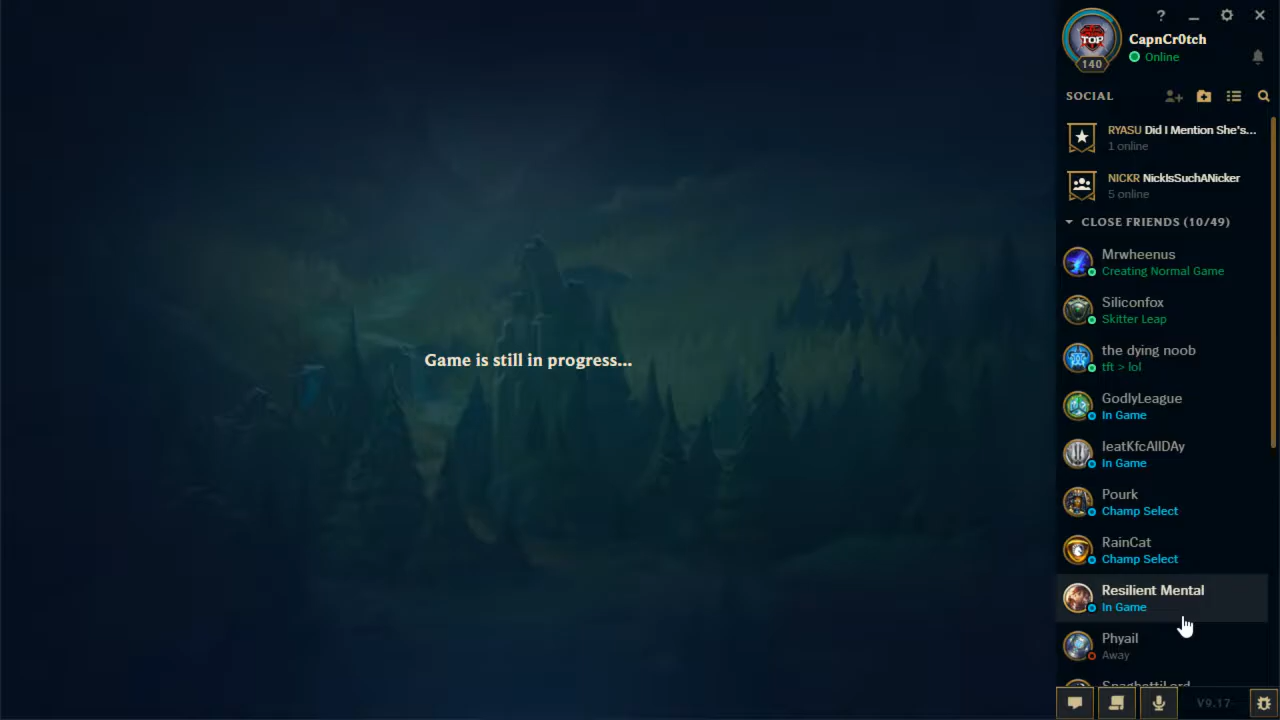 ?
TOP
CapnCr0tch
Online
140
SOCIAL
RYASU Did I Mention She's...
1 online
NICKR NickIsSuchANicker
5 online
CLOSE FRIENDS (10/49)
Mrwheenus
Creating Normal Game
Siliconfox
Skitter Leap
the dying noob
tft > lol
Game is still in progress...
GodlyLeague
In Game
IeatKfcAllDAy
In Game
Pourk
Champ Select
RainCat
Champ Select
Resilient Mental
In Game
Phyail
Away
SpaghettiLord
V9.17